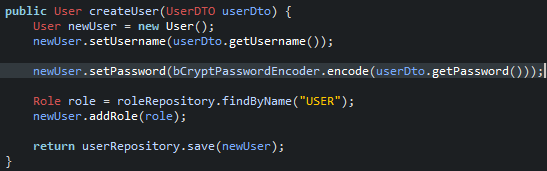 public User createUser(UserDTO userDto) {
User newUser = new User();
newUser.setUsername(userDto.getUsername());
newUser.setPassword(bCryptPasswordEncoder.encode(userDto.getPassword()));
Role role = roleRepository.findByName("USER");
newUser.addRole(role);
return userRepository.save(newUser);
}